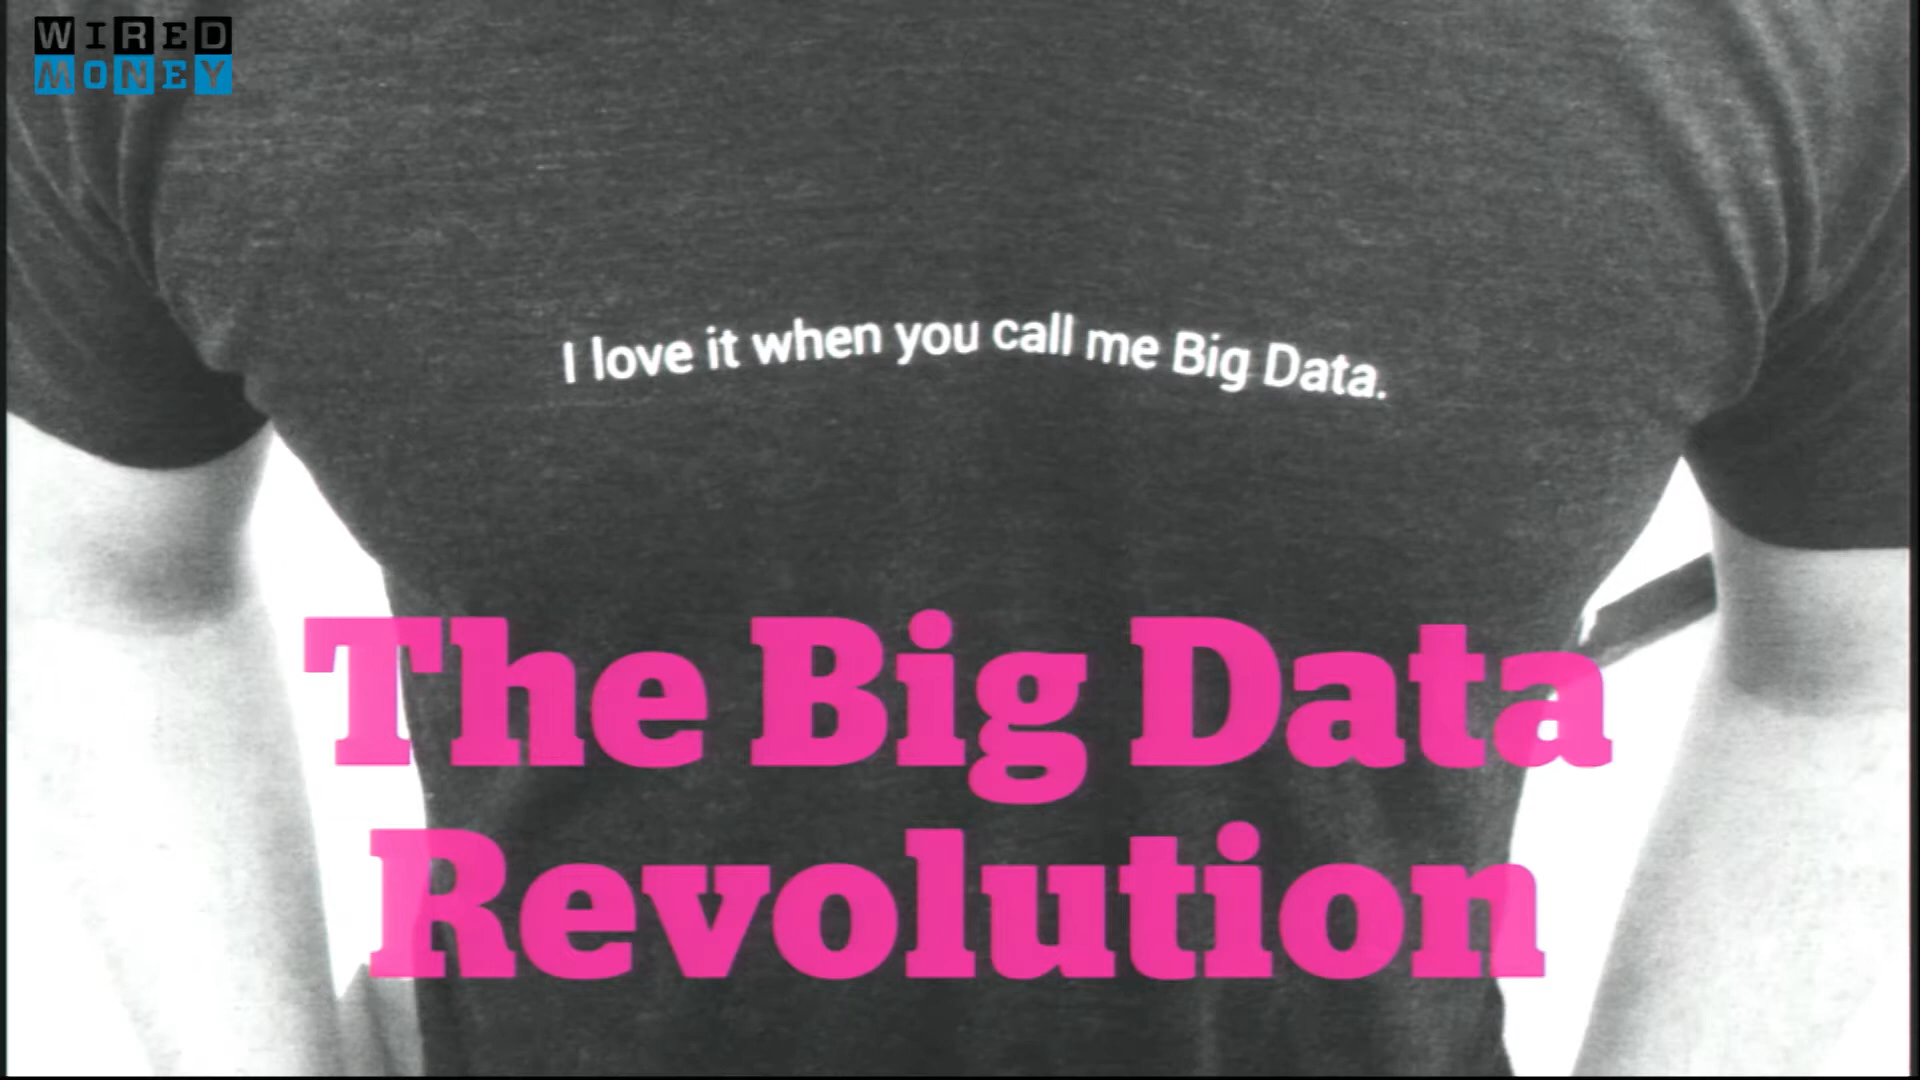 WIRED
MONEY
I love it when you call me Big Data.
The Big Data
Revolution